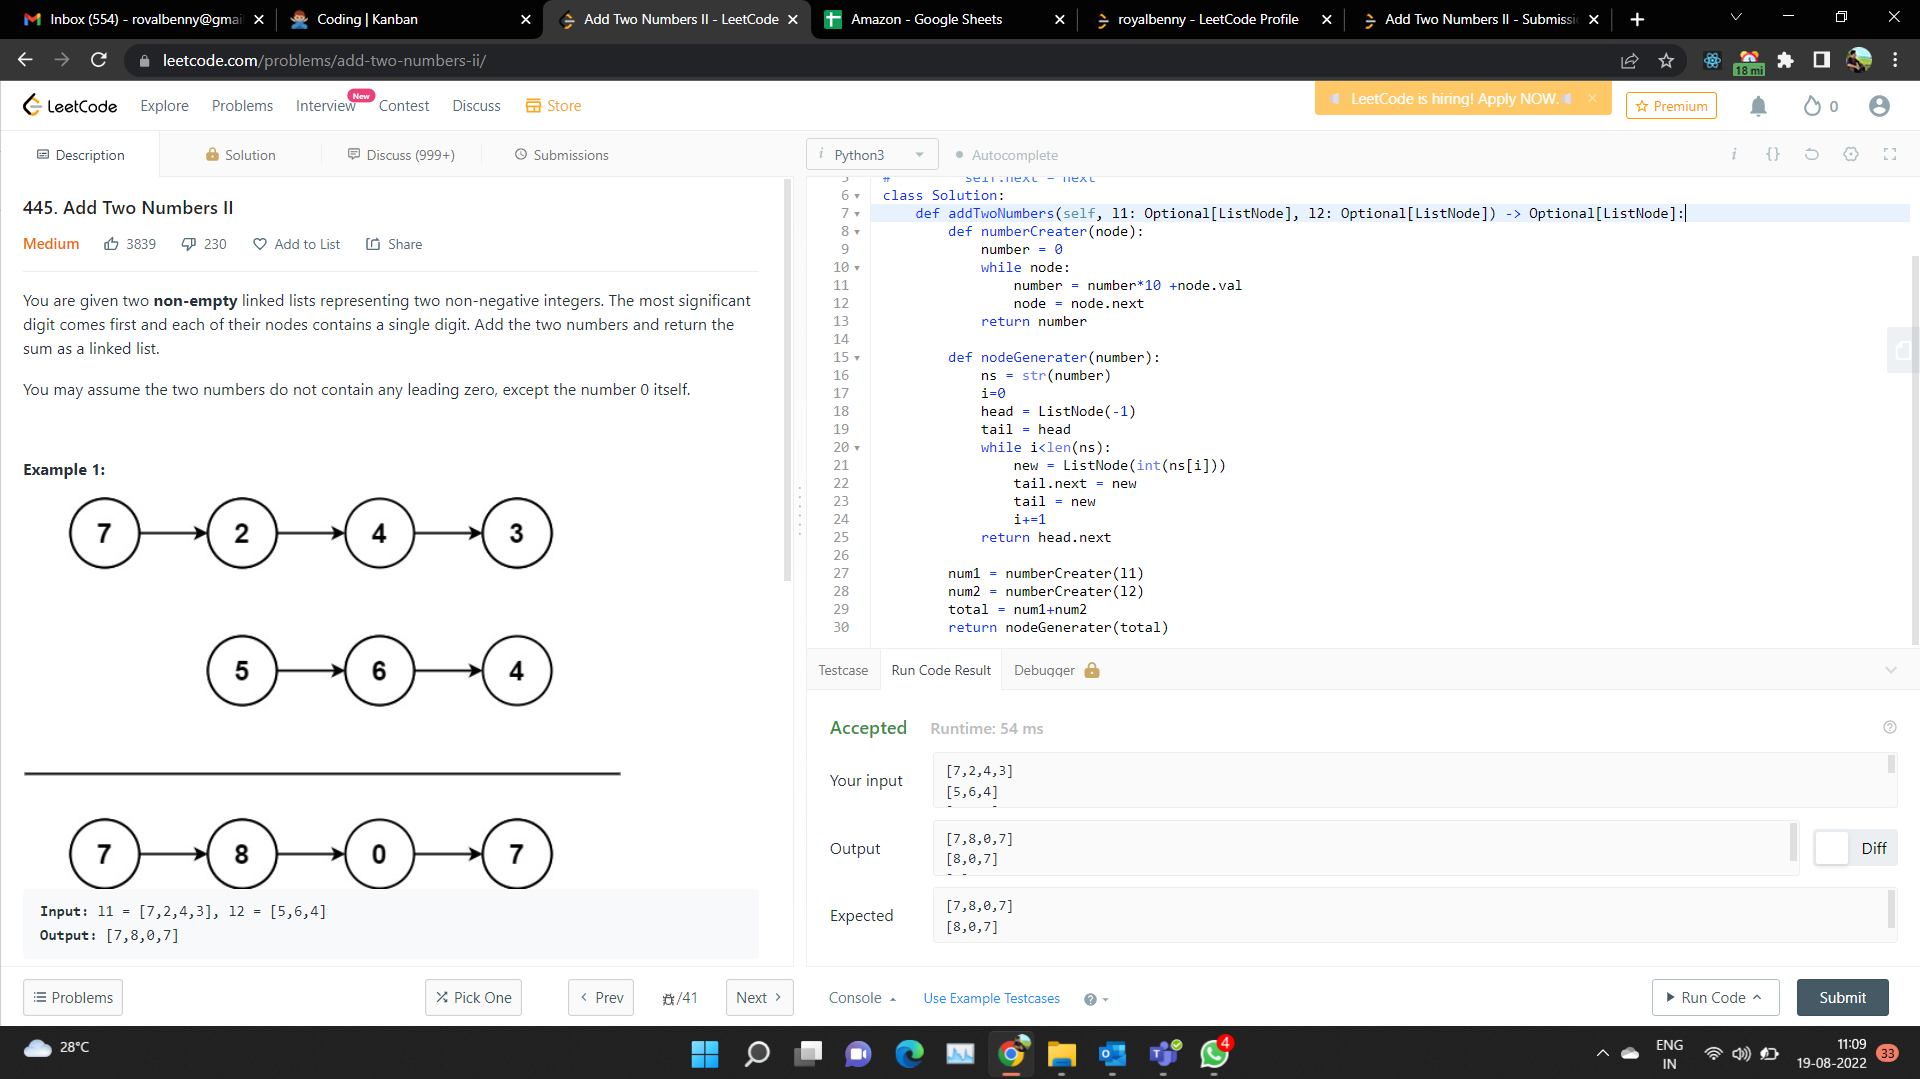 Inbox (554) - rovalbenny@gmai
Coding | Kanban
Add Two Numbers II - LeetCode
Amazon - Google Sheets
royalbenny - LeetCode Profile
Add Two Numbers II - Submissi
leetcode.com/problems/add-two-numbers-ii/
18 mi
LeetCode
Explore
Problems
Interview
New
Contest
Discuss
Store
LeetCode is hiring! Apply NOW.
Premium
0
Description
Solution
Discuss (999+)
Submissions
i Python3
Autocomplete
445. Add Two Numbers II
Medium
3839
230
Add to List
Share
You are given two non-empty linked lists representing two non-negative integers. The most significant
digit comes first and each of their nodes contains a single digit. Add the two numbers and return the
sum as a linked list.
You may assume the two numbers do not contain any leading zero, except the number 0 itself.
Example 1:
7 2 4 3
5 6 4
7 8 0 7
Input: l1 = [7,2,4,3], l2 = [5,6,4]
Output: [7,8,0,7]
5 # self.next = next
6 class Solution:
7 def addTwoNumbers(self, l1: Optional[ListNode], l2: Optional[ListNode]) -> Optional[ListNode]:
8 def numberCreater(node):
9 number = 0
10 while node:
11 number = number*10 +node.val
12 node = node.next
13 return number
14
15 def nodeGenerater(number):
16 ns = str(number)
17 i=0
18 head = ListNode(-1)
19 tail = head
20 while i<len(ns):
21 new = ListNode(int(ns[i]))
22 tail.next = new
23 tail = new
24 i+=1
25 return head.next
26
27 num1 = numberCreater(l1)
28 num2 = numberCreater(l2)
29 total = num1+num2
30 return nodeGenerater(total)
Testcase
Run Code Result
Debugger
Accepted
Runtime: 54 ms
Your input
[7,2,4,3]
[5,6,4]
Output
[7,8,0,7]
[8,0,7]
Diff
Expected
[7,8,0,7]
[8,0,7]
Problems
Pick One
Prev
/41
Next
Console
Use Example Testcases
Run Code
Submit
28°C
4
ENG
IN
11:09
19-08-2022
33